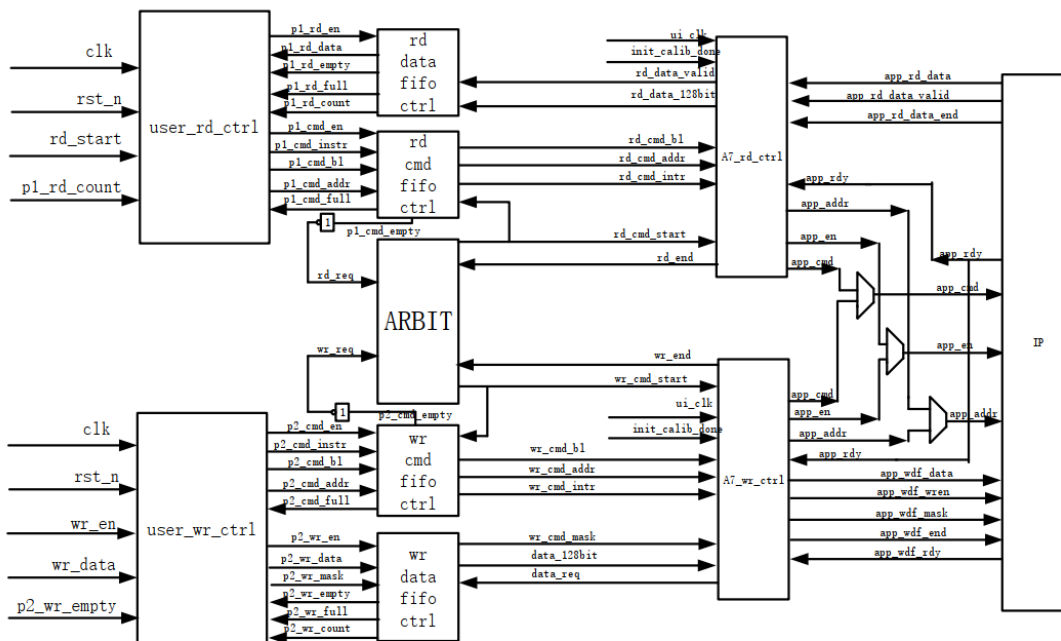 clk
rst_n
rd_start
p1_rd_count
user_rd_ctrl
p1_rd_en
p1_rd_data
p1_rd_empty
p1_rd_full
p1_rd_count
p1_cmd_en
p1_cmd_instr
p1_cmd_bl
p1_cmd_addr
p1_cmd_full
rd
data
fifo
ctrl
rd
cmd
fifo
ctrl
1
p1_cmd_empty
rd_req
ARBIT
wr_req
1
p2_cmd_empty
ui_clk
init_calib_done
rd_data_valid
rd_data_128bit
rd_cmd_bl
rd_cmd_addr
rd_cmd_intr
rd_cmd_start
rd_end
A7_rd_ctrl
app_rd_data
app_rd_data_valid
app_rd_data_end
app_rdy
app_addr
app_en
app_cmd
app_rdy
app_cmd
app_en
app_addr
IP
wr_end
wr_cmd_start
ui_clk
init_calib_done
wr_cmd_bl
wr_cmd_addr
wr_cmd_intr
wr_cmd_mask
data_128bit
data_req
A7_wr_ctrl
app_cmd
app_en
app_addr
app_rdy
app_wdf_data
app_wdf_wren
app_wdf_mask
app_wdf_end
app_wdf_rdy
clk
rst_n
wr_en
wr_data
p2_wr_empty
user_wr_ctrl
p2_cmd_en
p2_cmd_instr
p2_cmd_bl
p2_cmd_addr
p2_cmd_full
p2_wr_en
p2_wr_data
p2_wr_mask
p2_wr_empty
p2_wr_full
p2_wr_count
wr
cmd
fifo
ctrl
wr
data
fifo
ctrl